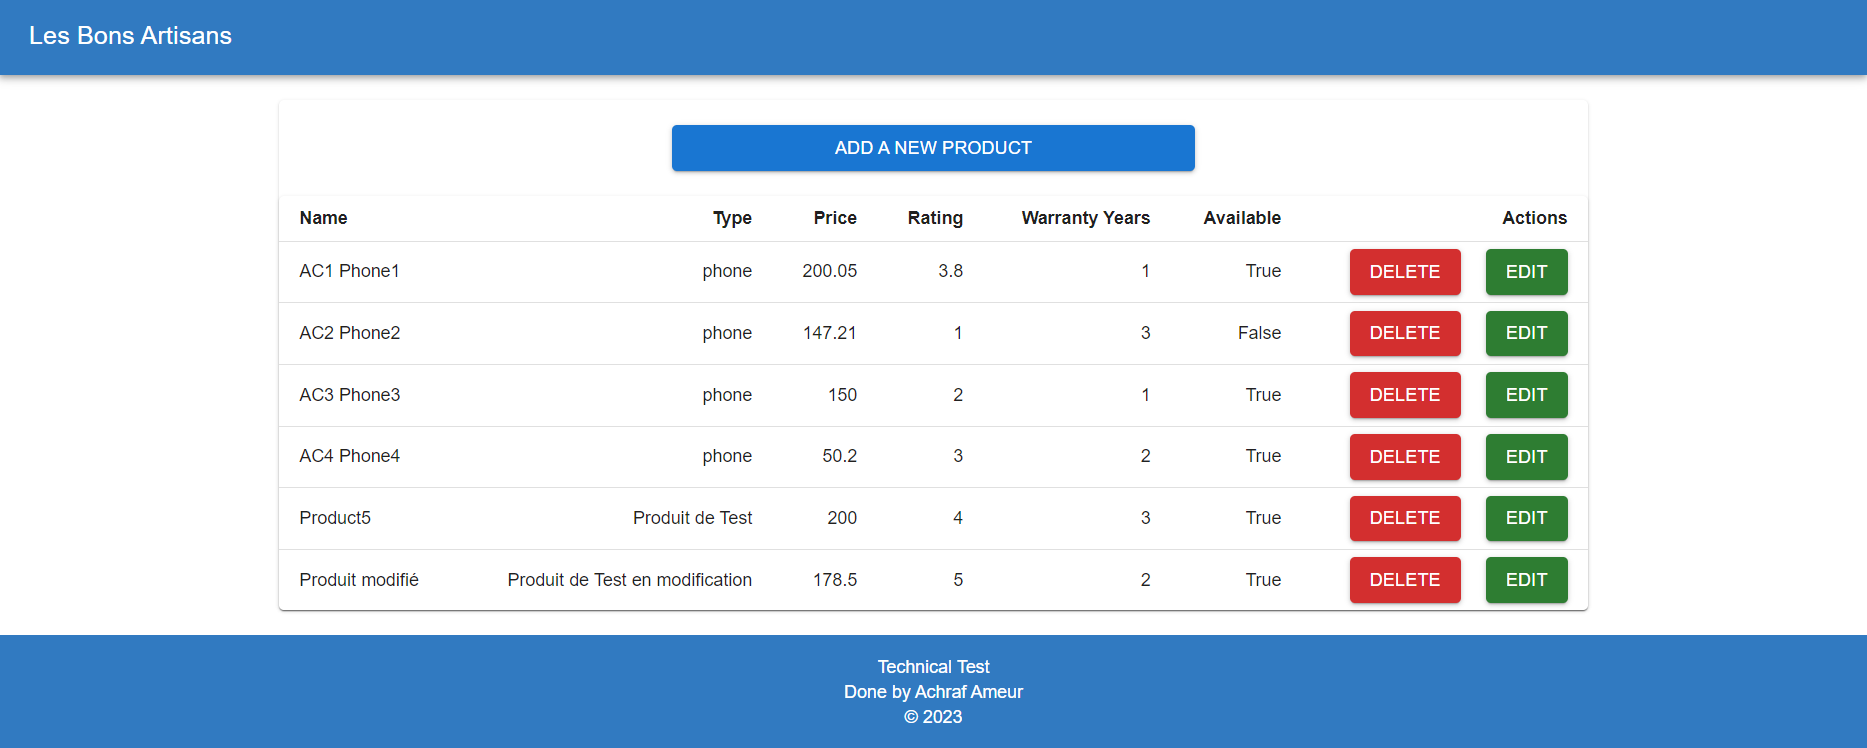 Les Bons Artisans
ADD A NEW PRODUCT
Name Type Price Rating Warranty Years Available Actions
AC1 Phone1 phone 200.05 3.8 1 True DELETE EDIT
AC2 Phone2 phone 147.21 1 3 False DELETE EDIT
AC3 Phone3 phone 150 2 1 True DELETE EDIT
AC4 Phone4 phone 50.2 3 2 True DELETE EDIT
Product5 Produit de Test 200 4 3 True DELETE EDIT
Produit modifié Produit de Test en modification 178.5 5 2 True DELETE EDIT
Technical Test
Done by Achraf Ameur
© 2023